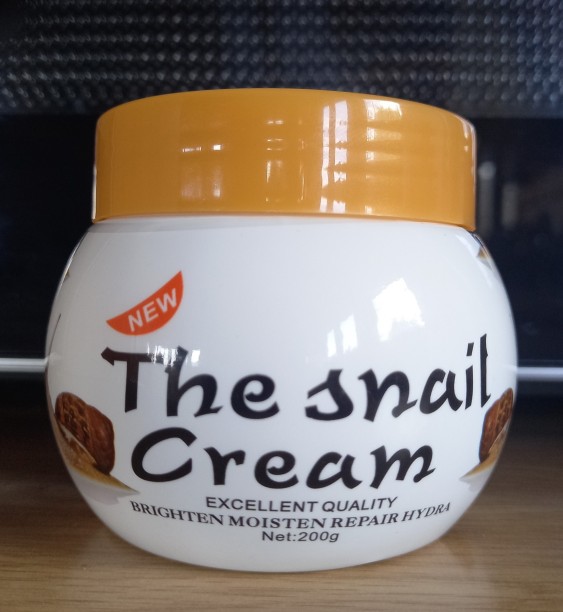 NEW
The snail
Cream
EXCELLENT QUALITY
BRIGHTEN MOISTEN REPAIR HYDRA
Net:200g